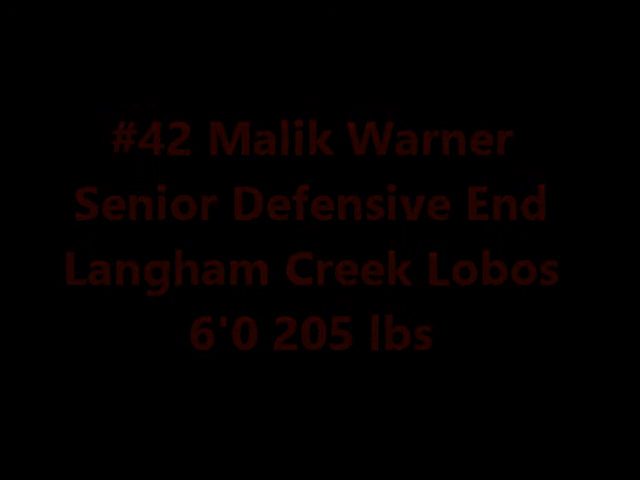 #42 Malik Warner
Senior Defensive End
Langham Creek Lobos
6'0 205 lbs